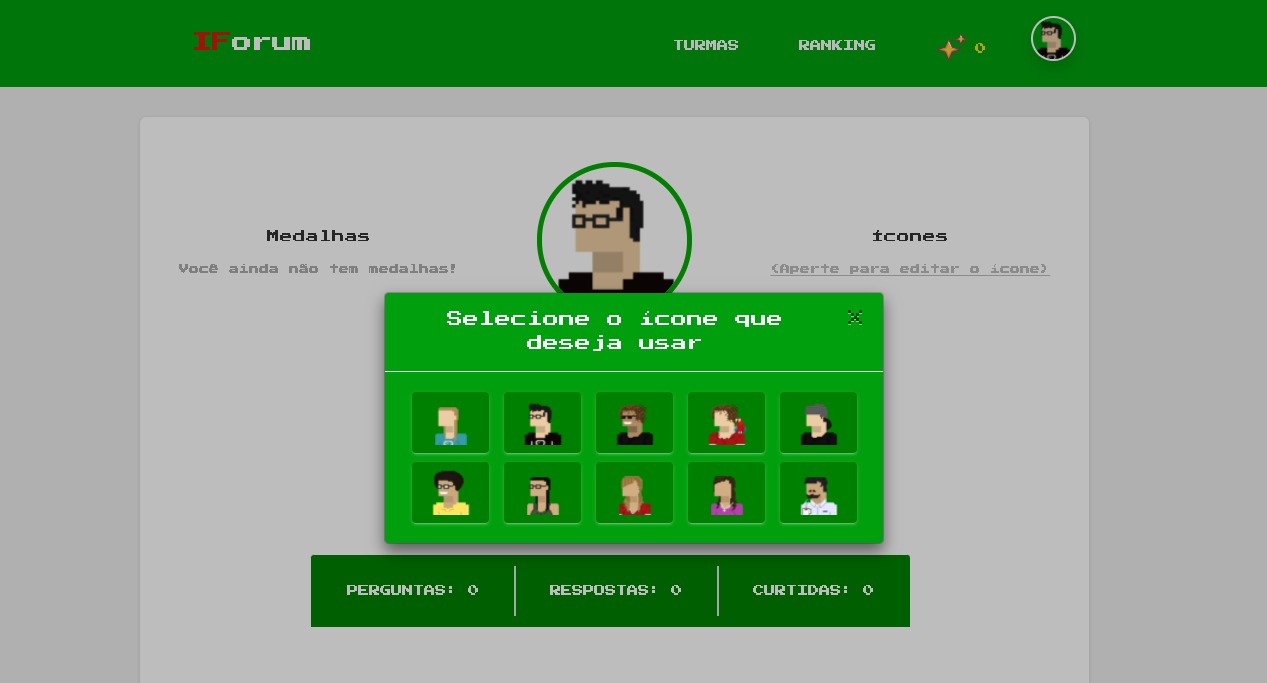 IForum
TURMAS
RANKING
0
Medalhas
Você ainda não tem medalhas!
ícones
(Aperte para editar o ícone)
Selecione o ícone que
deseja usar
X
PERGUNTAS: 0
RESPOSTAS: 0
CURTIDAS: 0